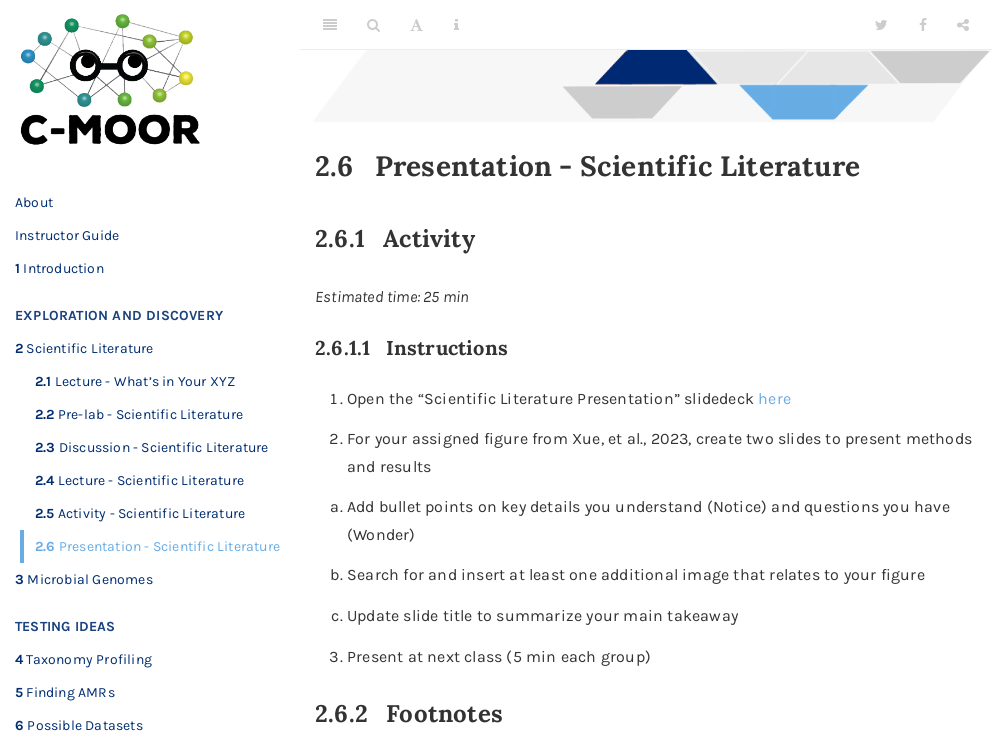 C-MOOR
About
Instructor Guide
1 Introduction
EXPLORATION AND DISCOVERY
2 Scientific Literature
2.1 Lecture - What's in Your XYZ
2.2 Pre-lab - Scientific Literature
2.3 Discussion - Scientific Literature
2.4 Lecture - Scientific Literature
2.5 Activity - Scientific Literature
2.6 Presentation - Scientific Literature
3 Microbial Genomes
TESTING IDEAS
4 Taxonomy Profiling
5 Finding AMRs
6 Possible Datasets
2.6 Presentation - Scientific Literature
2.6.1 Activity
Estimated time: 25 min
2.6.1.1 Instructions
1. Open the “Scientific Literature Presentation” slidedeck here
2. For your assigned figure from Xue, et al., 2023, create two slides to present methods
and results
a. Add bullet points on key details you understand (Notice) and questions you have
(Wonder)
b. Search for and insert at least one additional image that relates to your figure
c. Update slide title to summarize your main takeaway
3. Present at next class (5 min each group)
2.6.2 Footnotes